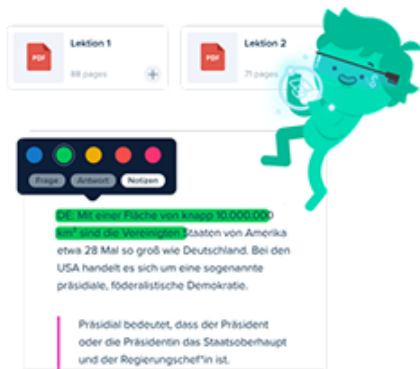 Lektion 1
PDF
88 pages
Lektion 2
PDF
71 pages
Frage Antwort Notizen
DE: Mit einer Fläche von knapp 10.000.000
km² sind die Vereinigten Staaten von Amerika
etwa 28 Mal so groß wie Deutschland. Bei den
USA handelt es sich um eine sogenannte
präsidiale, föderalistische Demokratie.
Präsidial bedeutet, dass der Präsident
oder die Präsidentin das Staatsoberhaupt
und der Regierungschef*in ist.